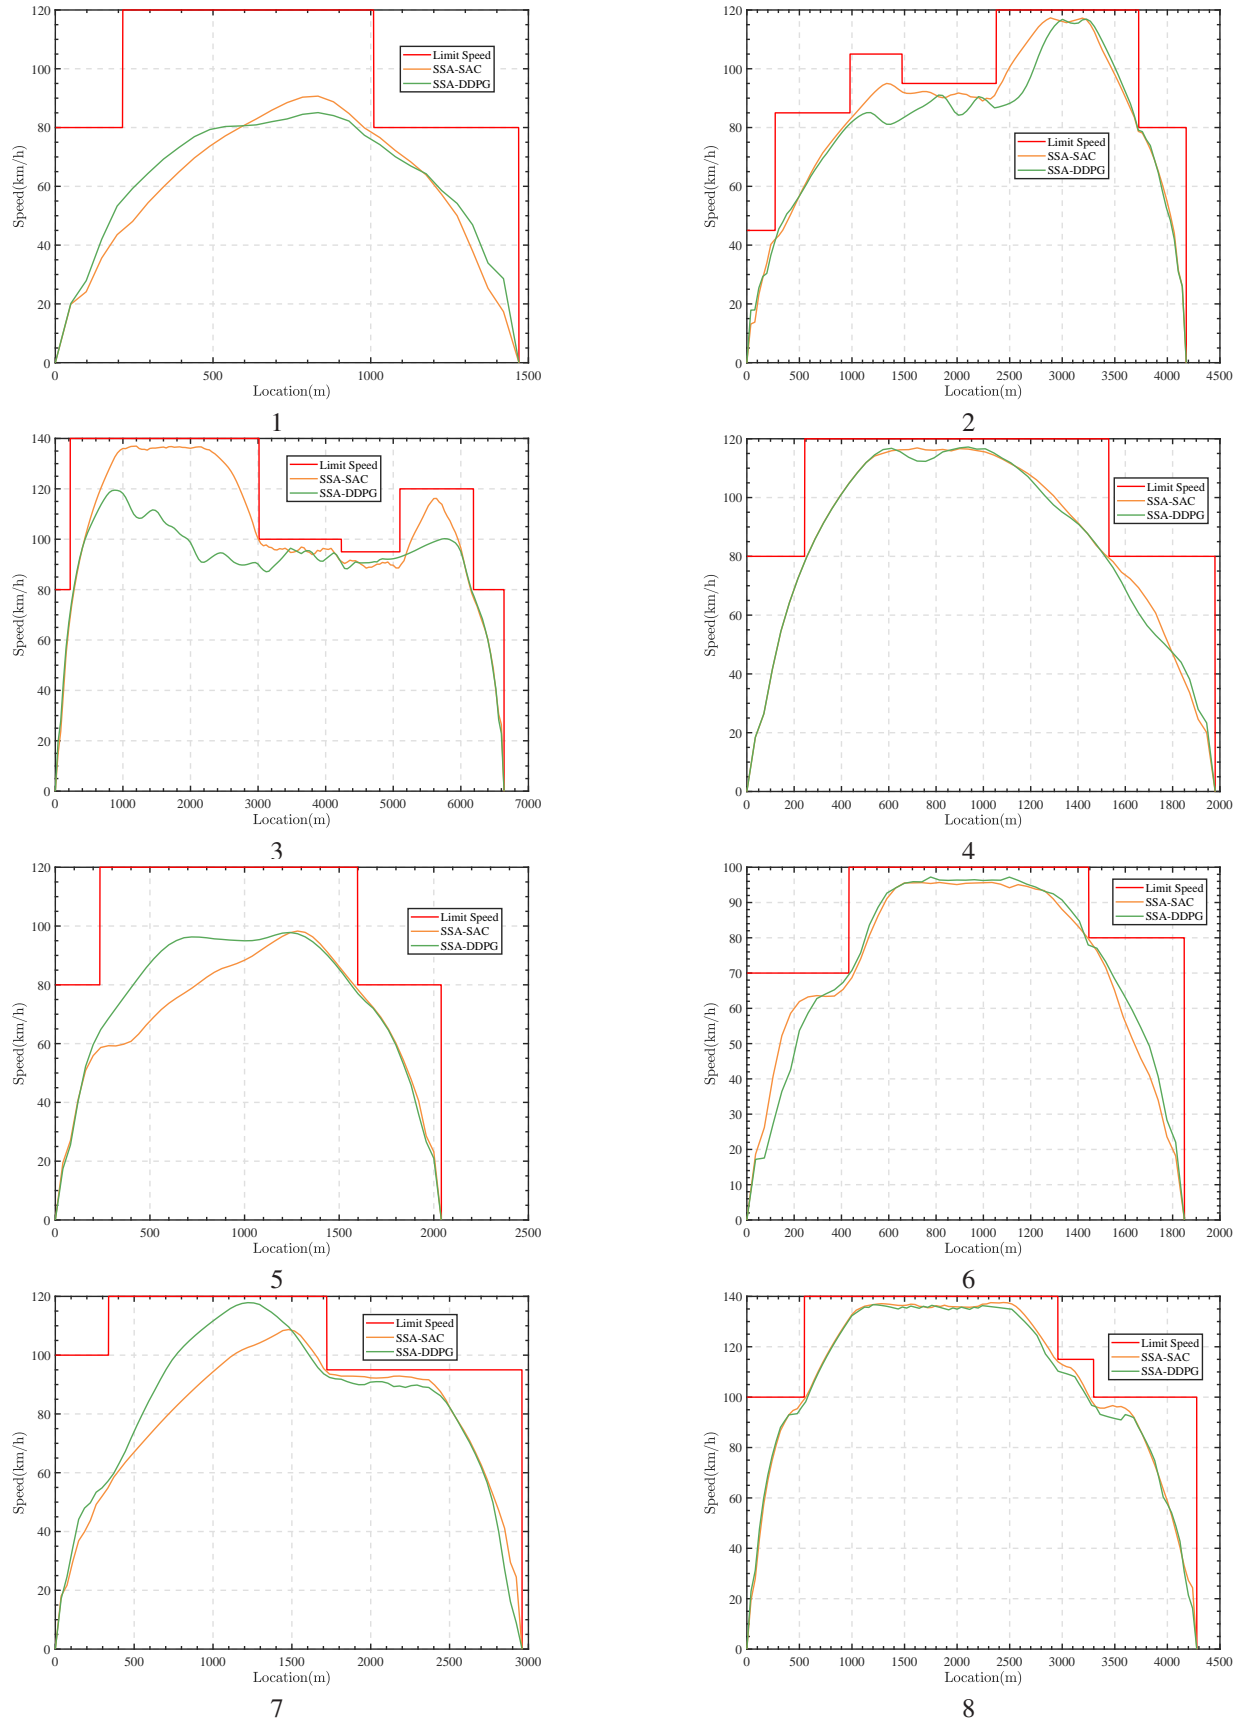 120
100
80
60
40
20
0
Speed(km/h)
Limit Speed
SSA-SAC
SSA-DDPG
0 500 1000 1500
Location(m)
1
120
100
80
60
40
20
0
Speed(km/h)
Limit Speed
SSA-SAC
SSA-DDPG
0 500 1000 1500 2000 2500 3000 3500 4000 4500
Location(m)
2
140
120
100
80
60
40
20
0
Speed(km/h)
Limit Speed
SSA-SAC
SSA-DDPG
0 1000 2000 3000 4000 5000 6000 7000
Location(m)
3
120
100
80
60
40
20
0
Speed(km/h)
Limit Speed
SSA-SAC
SSA-DDPG
0 200 400 600 800 1000 1200 1400 1600 1800 2000
Location(m)
4
120
100
80
60
40
20
0
Speed(km/h)
Limit Speed
SSA-SAC
SSA-DDPG
0 500 1000 1500 2000 2500
Location(m)
5
100
90
80
70
60
50
40
30
20
10
0
Speed(km/h)
Limit Speed
SSA-SAC
SSA-DDPG
0 200 400 600 800 1000 1200 1400 1600 1800 2000
Location(m)
6
120
100
80
60
40
20
0
Speed(km/h)
Limit Speed
SSA-SAC
SSA-DDPG
0 500 1000 1500 2000 2500 3000
Location(m)
7
140
120
100
80
60
40
20
0
Speed(km/h)
Limit Speed
SSA-SAC
SSA-DDPG
0 500 1000 1500 2000 2500 3000 3500 4000 4500
Location(m)
8